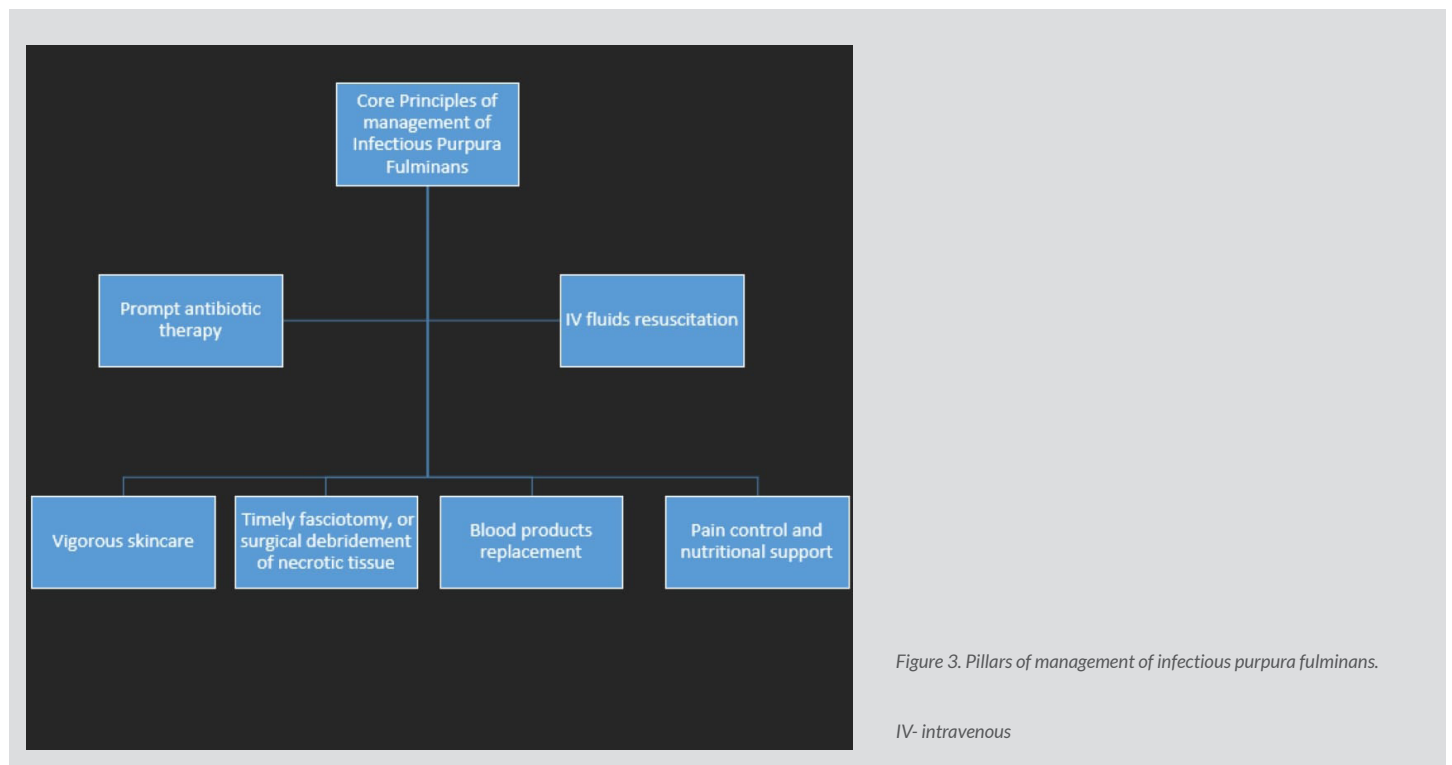 Core Principles of
management of
Infectious Purpura
Fulminans
Prompt antibiotic
therapy
IV fluids resuscitation
Vigorous skincare
Timely fasciotomy, or
surgical debridement
of necrotic tissue
Blood products
replacement
Pain control and
nutritional support
Figure 3. Pillars of management of infectious purpura fulminans.
IV- intravenous